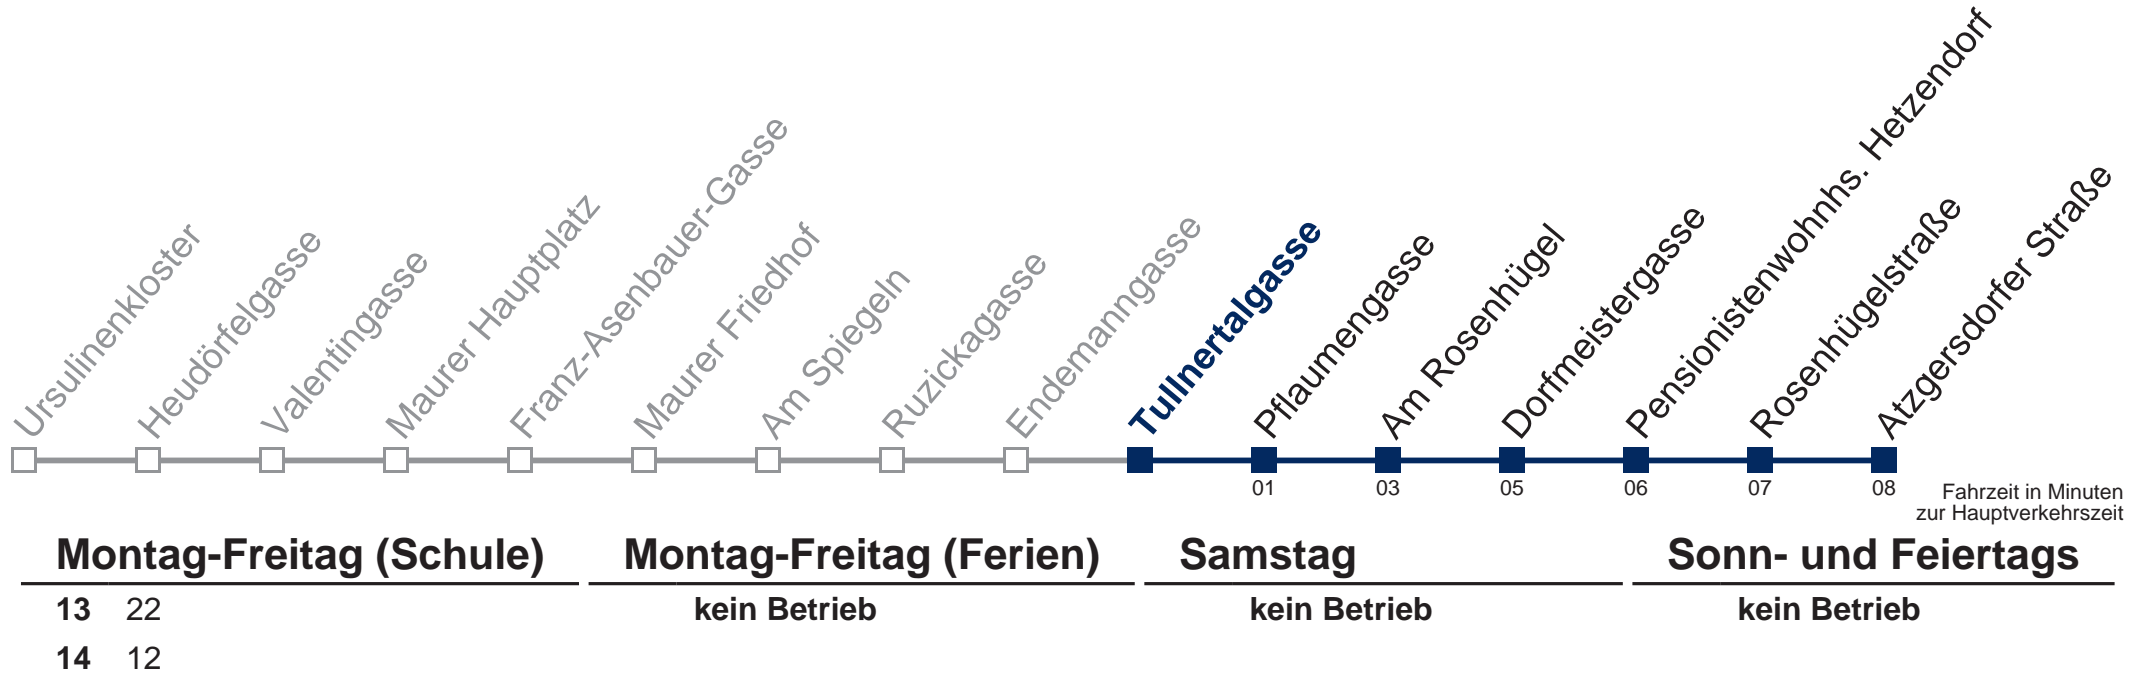 Ursulinenkloster
Heudörfelgasse
Valentingasse
Maurer Hauptplatz
Franz-Asenbauer-Gasse
Maurer Friedhof
Am Spiegeln
Ruzickagasse
Endemanngasse
Tullnertalgasse
Pflaumengasse
Am Rosenhügel
Dorfmeistergasse
Pensionistenwohnhs. Hetzendorf
Rosenhügelstraße
Atzgersdorfer Straße
01 03 05 06 07 08
Fahrzeit in Minuten
zur Hauptverkehrszeit
Montag-Freitag (Schule) Montag-Freitag (Ferien) Samstag Sonn- und Feiertags
13 22 kein Betrieb kein Betrieb kein Betrieb
14 12